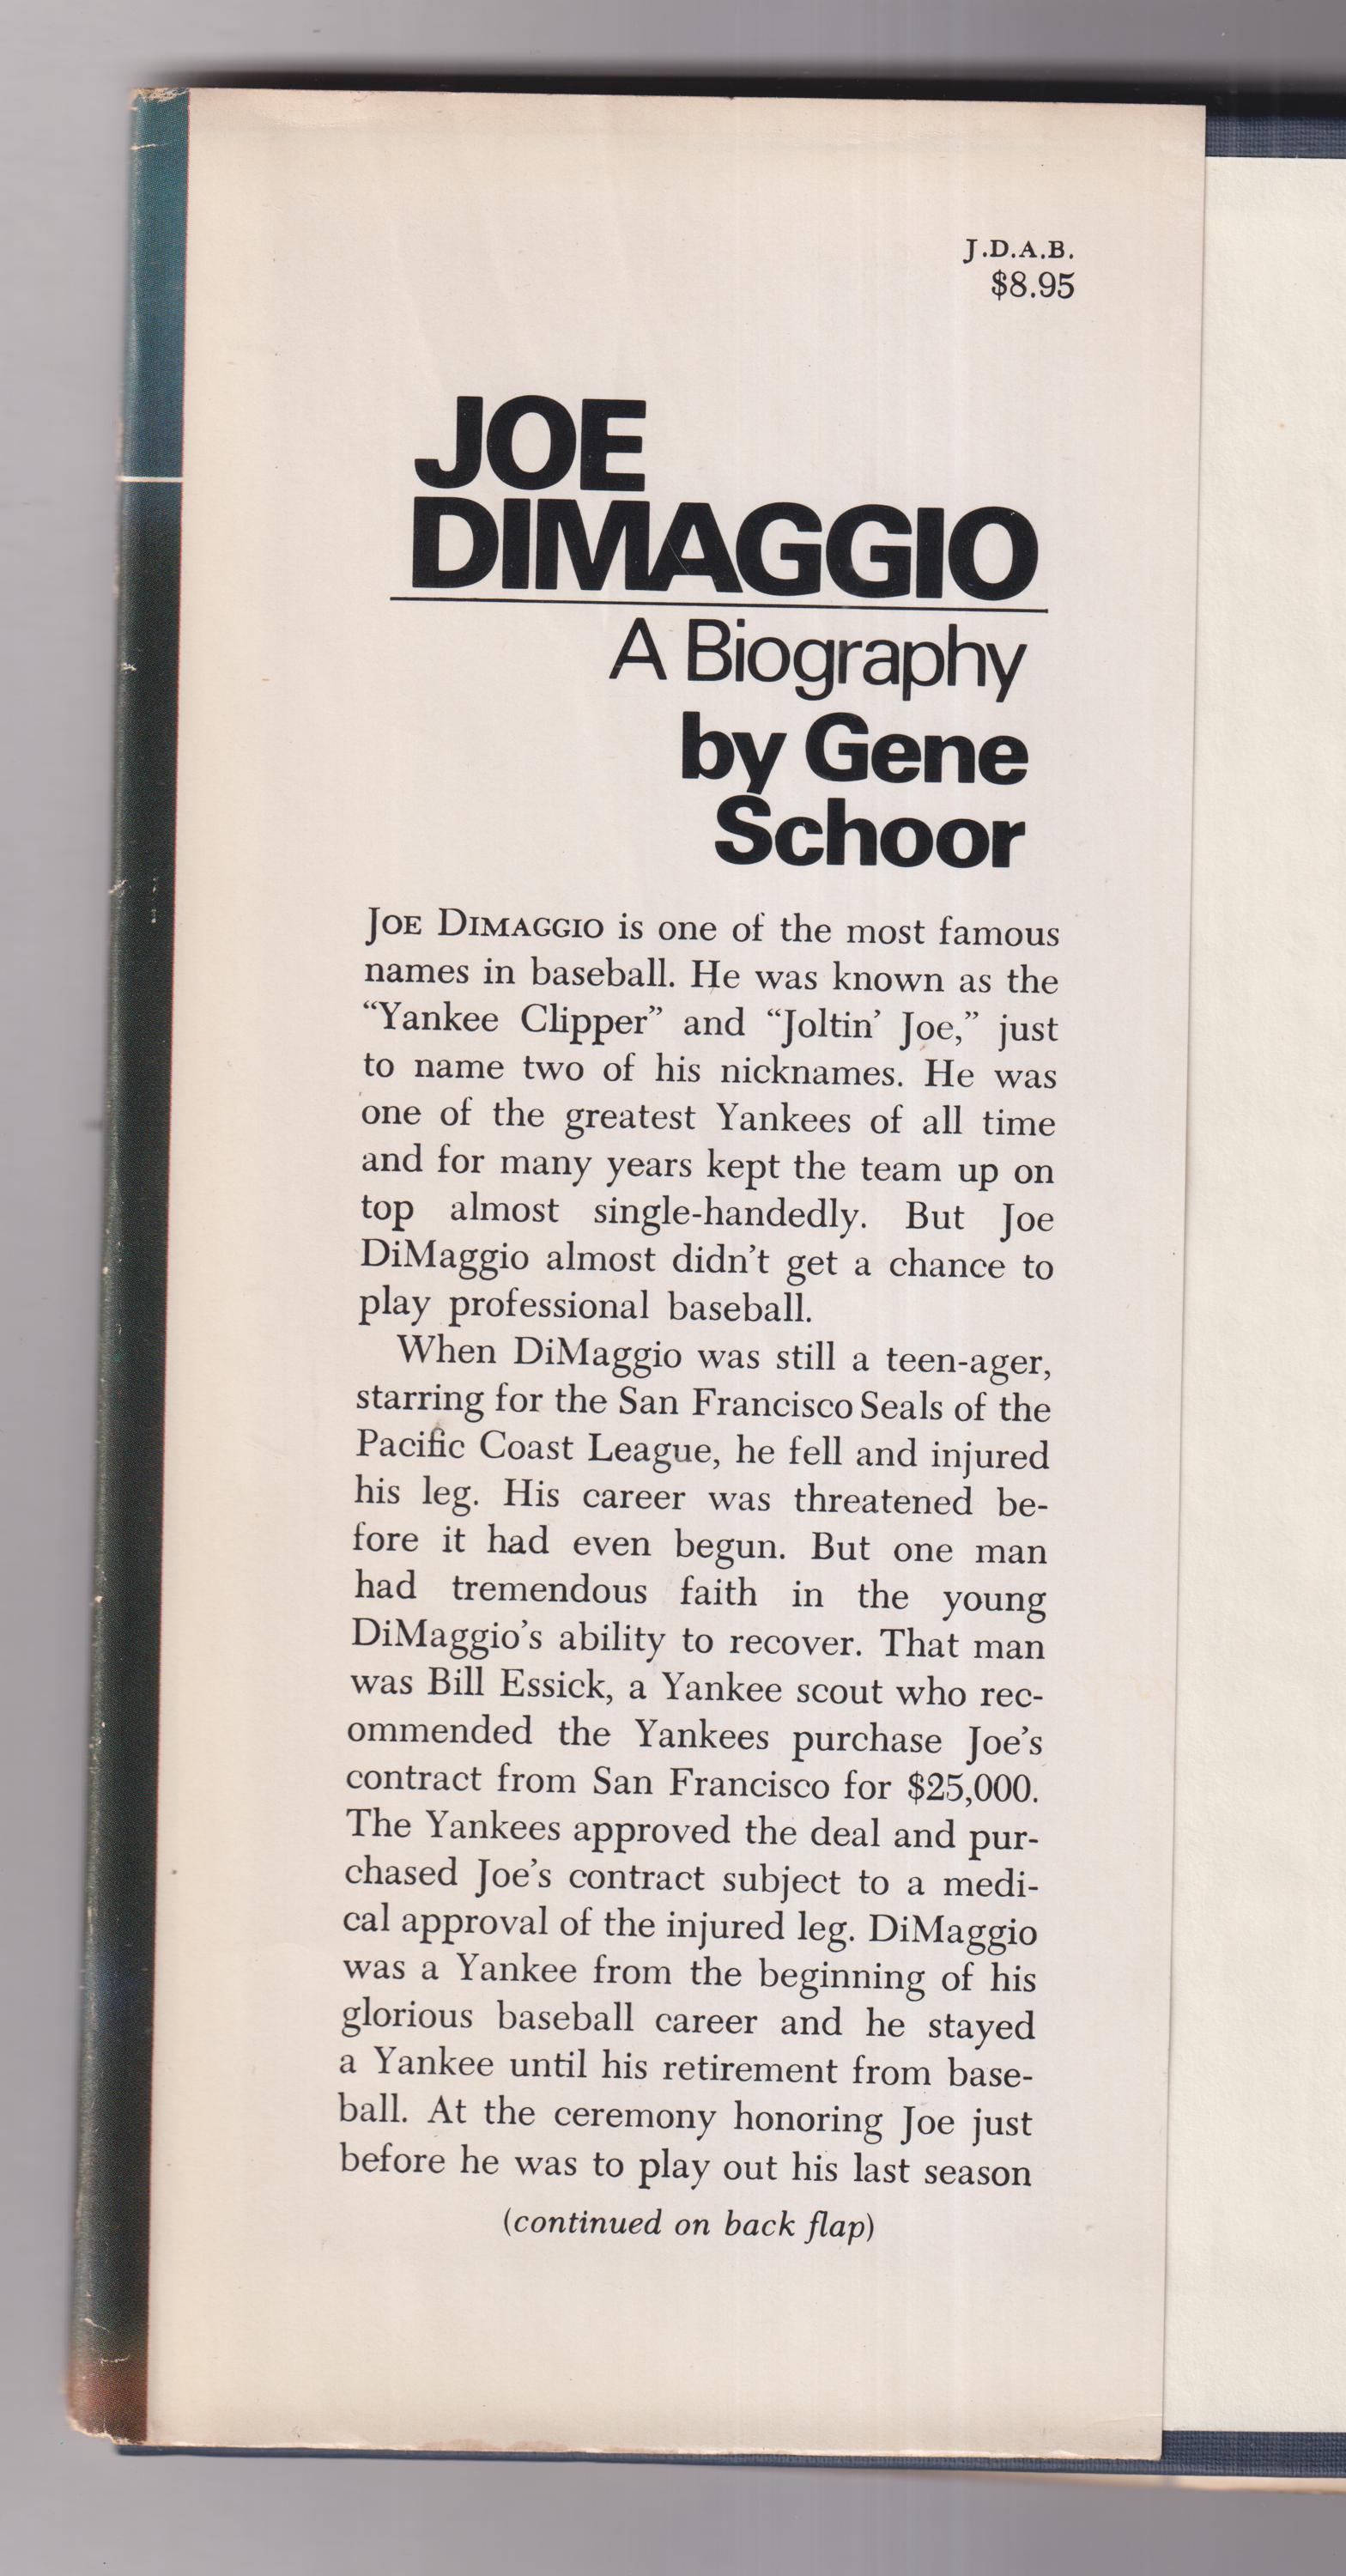 J.D.A.B.
$8.95
JOE
DIMAGGIO
A Biography
by Gene
Schoor
JOE DIMAGGIO is one of the most famous
names in baseball. He was known as the
“Yankee Clipper” and “Joltin’ Joe,” just
to name two of his nicknames. He was
one of the greatest Yankees of all time
and for many years kept the team up on
top almost single-handedly. But Joe
DiMaggio almost didn’t get a chance to
play professional baseball.
When DiMaggio was still a teen-ager,
starring for the San Francisco Seals of the
Pacific Coast League, he fell and injured
his leg. His career was threatened be-
fore it had even begun. But one man
had tremendous faith in the young
DiMaggio’s ability to recover. That man
was Bill Essick, a Yankee scout who rec-
ommended the Yankees purchase Joe’s
contract from San Francisco for $25,000.
The Yankees approved the deal and pur-
chased Joe’s contract subject to a medi-
cal approval of the injured leg. DiMaggio
was a Yankee from the beginning of his
glorious baseball career and he stayed
a Yankee until his retirement from base-
ball. At the ceremony honoring Joe just
before he was to play out his last season
(continued on back flap)